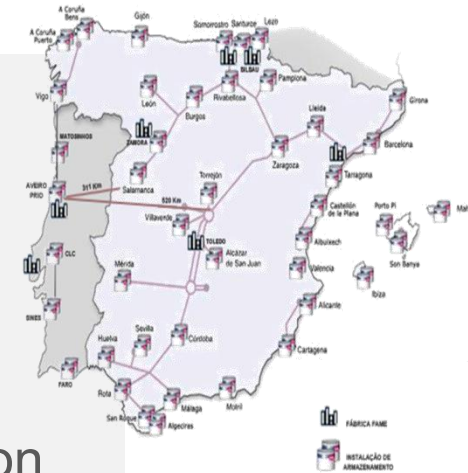 A Coruña
Bens
A Coruña
Puerto
Gijón
Somorrostro
Santurce
Lezo
BILBAU
Vigo
León
Burgos
Rivabellosa
Pamplona
Girona
Lleida
MATOSINHOS
ZAMORA
Barcelona
Zaragoza
Tarragona
Salamanca
Torrejón
AVEIRO
PRIO
311 Km
520 Km
Villaverde
Castellón
de la Plana
Porto Pi
Mah
TOLEDO
Albuixech
Son Banya
CLC
Alcázar
de San Juan
Mérida
Valencia
Ibiza
SINES
Alicante
Sevilla
Huelva
Córdoba
Cartagena
FARO
Rota
Málaga
Motril
San Roque
Algeciras
FÁBRICA FAME
INSTALAÇÃO DE
ARMAZENAMENTO
on